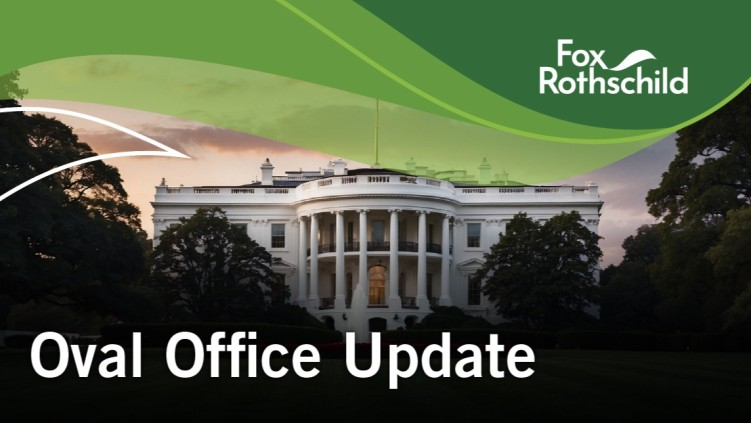 Fox
Rothschild
Oval Office Update